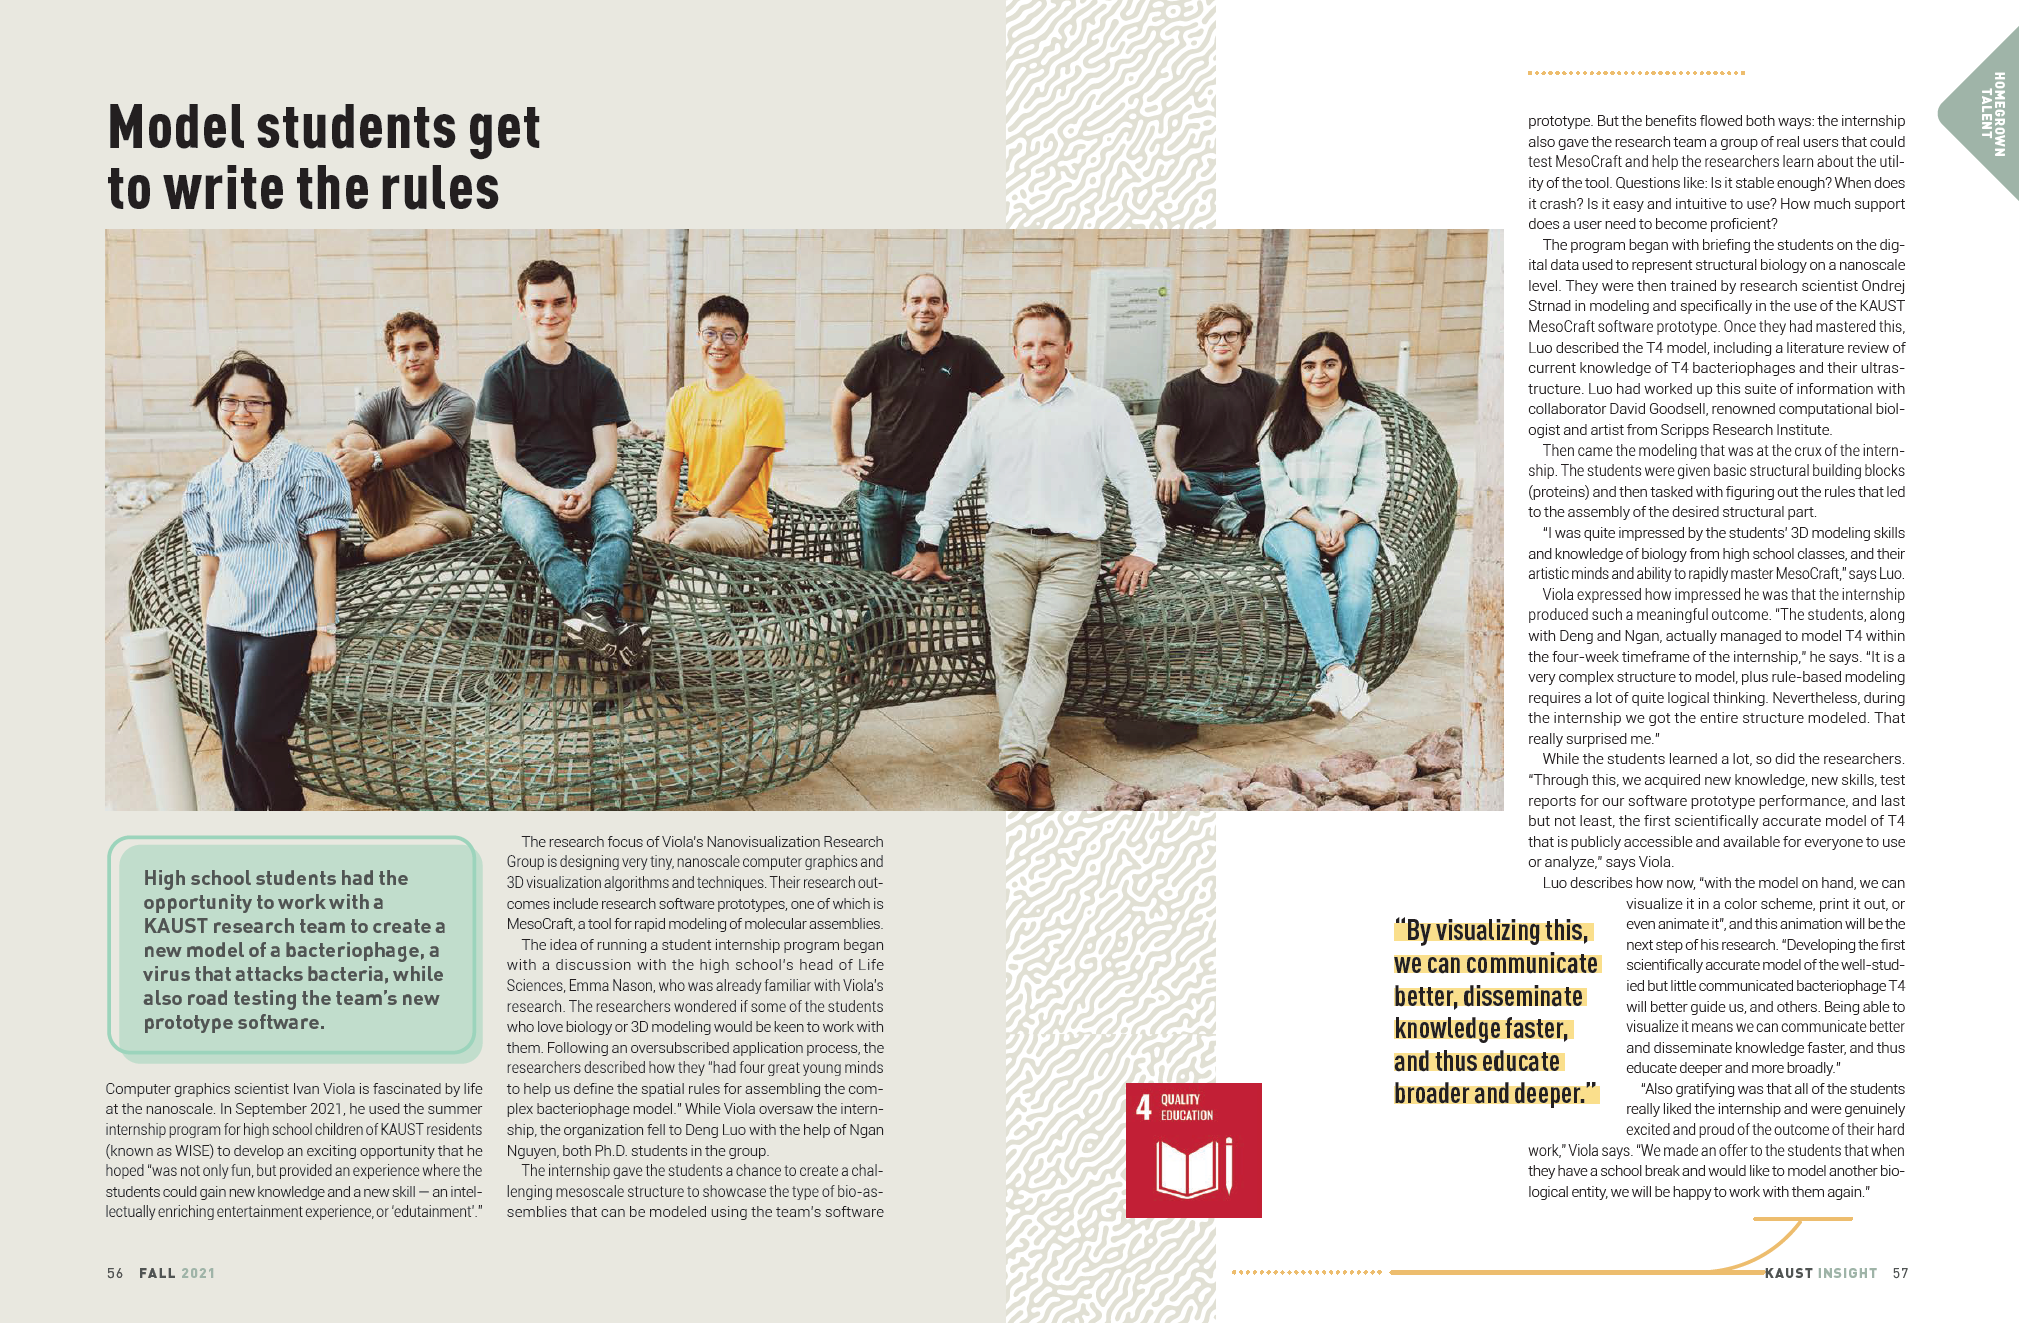 Model students get
to write the rules
High school students had the
opportunity to work with a
KAUST research team to create a
new model of a bacteriophage, a
virus that attacks bacteria, while
also road testing the team’s new
prototype software.
Computer graphics scientist Ivan Viola is fascinated by life
at the nanoscale. In September 2021, he used the summer
internship program for high school children of KAUST residents
(known as WISE) to develop an exciting opportunity that he
hoped “was not only fun, but provided an experience where the
students could gain new knowledge and a new skill — an intel-
lectually enriching entertainment experience, or ‘edutainment’.”
The research focus of Viola’s Nanovisualization Research
Group is designing very tiny, nanoscale computer graphics and
3D visualization algorithms and techniques. Their research out-
comes include research software prototypes, one of which is
MesoCraft, a tool for rapid modeling of molecular assemblies.
The idea of running a student internship program began
with a discussion with the high school’s head of Life
Sciences, Emma Nason, who was already familiar with Viola’s
research. The researchers wondered if some of the students
who love biology or 3D modeling would be keen to work with
them. Following an oversubscribed application process, the
researchers described how they “had four great young minds
to help us define the spatial rules for assembling the com-
plex bacteriophage model.” While Viola oversaw the intern-
ship, the organization fell to Deng Luo with the help of Ngan
Nguyen, both Ph.D. students in the group.
The internship gave the students a chance to create a chal-
lenging mesoscale structure to showcase the type of bio-as-
semblies that can be modeled using the team’s software
56 FALL 2021
4 QUALITY
EDUCATION
HOMEGROWN
TALENT
prototype. But the benefits flowed both ways: the internship
also gave the research team a group of real users that could
test MesoCraft and help the researchers learn about the util-
ity of the tool. Questions like: Is it stable enough? When does
it crash? Is it easy and intuitive to use? How much support
does a user need to become proficient?
The program began with briefing the students on the dig-
ital data used to represent structural biology on a nanoscale
level. They were then trained by research scientist Ondrej
Strnad in modeling and specifically in the use of the KAUST
MesoCraft software prototype. Once they had mastered this,
Luo described the T4 model, including a literature review of
current knowledge of T4 bacteriophages and their ultras-
tructure. Luo had worked up this suite of information with
collaborator David Goodsell, renowned computational biol-
ogist and artist from Scripps Research Institute.
Then came the modeling that was at the crux of the intern-
ship. The students were given basic structural building blocks
(proteins) and then tasked with figuring out the rules that led
to the assembly of the desired structural part.
“I was quite impressed by the students’ 3D modeling skills
and knowledge of biology from high school classes, and their
artistic minds and ability to rapidly master MesoCraft,” says Luo.
Viola expressed how impressed he was that the internship
produced such a meaningful outcome. “The students, along
with Deng and Ngan, actually managed to model T4 within
the four-week timeframe of the internship,” he says. “It is a
very complex structure to model, plus rule-based modeling
requires a lot of quite logical thinking. Nevertheless, during
the internship we got the entire structure modeled. That
really surprised me.”
While the students learned a lot, so did the researchers.
“Through this, we acquired new knowledge, new skills, test
reports for our software prototype performance, and last
but not least, the first scientifically accurate model of T4
that is publicly accessible and available for everyone to use
or analyze,” says Viola.
Luo describes how now, “with the model on hand, we can
visualize it in a color scheme, print it out, or
even animate it”, and this animation will be the
next step of his research. “Developing the first
scientifically accurate model of the well-stud-
ied but little communicated bacteriophage T4
will better guide us, and others. Being able to
visualize it means we can communicate better
and disseminate knowledge faster, and thus
educate deeper and more broadly.”
“Also gratifying was that all of the students
really liked the internship and were genuinely
excited and proud of the outcome of their hard
work,” Viola says. “We made an offer to the students that when
they have a school break and would like to model another bio-
logical entity, we will be happy to work with them again.”
“By visualizing this,
we can communicate
better, disseminate
knowledge faster,
and thus educate
broader and deeper.”
KAUST INSIGHT 57